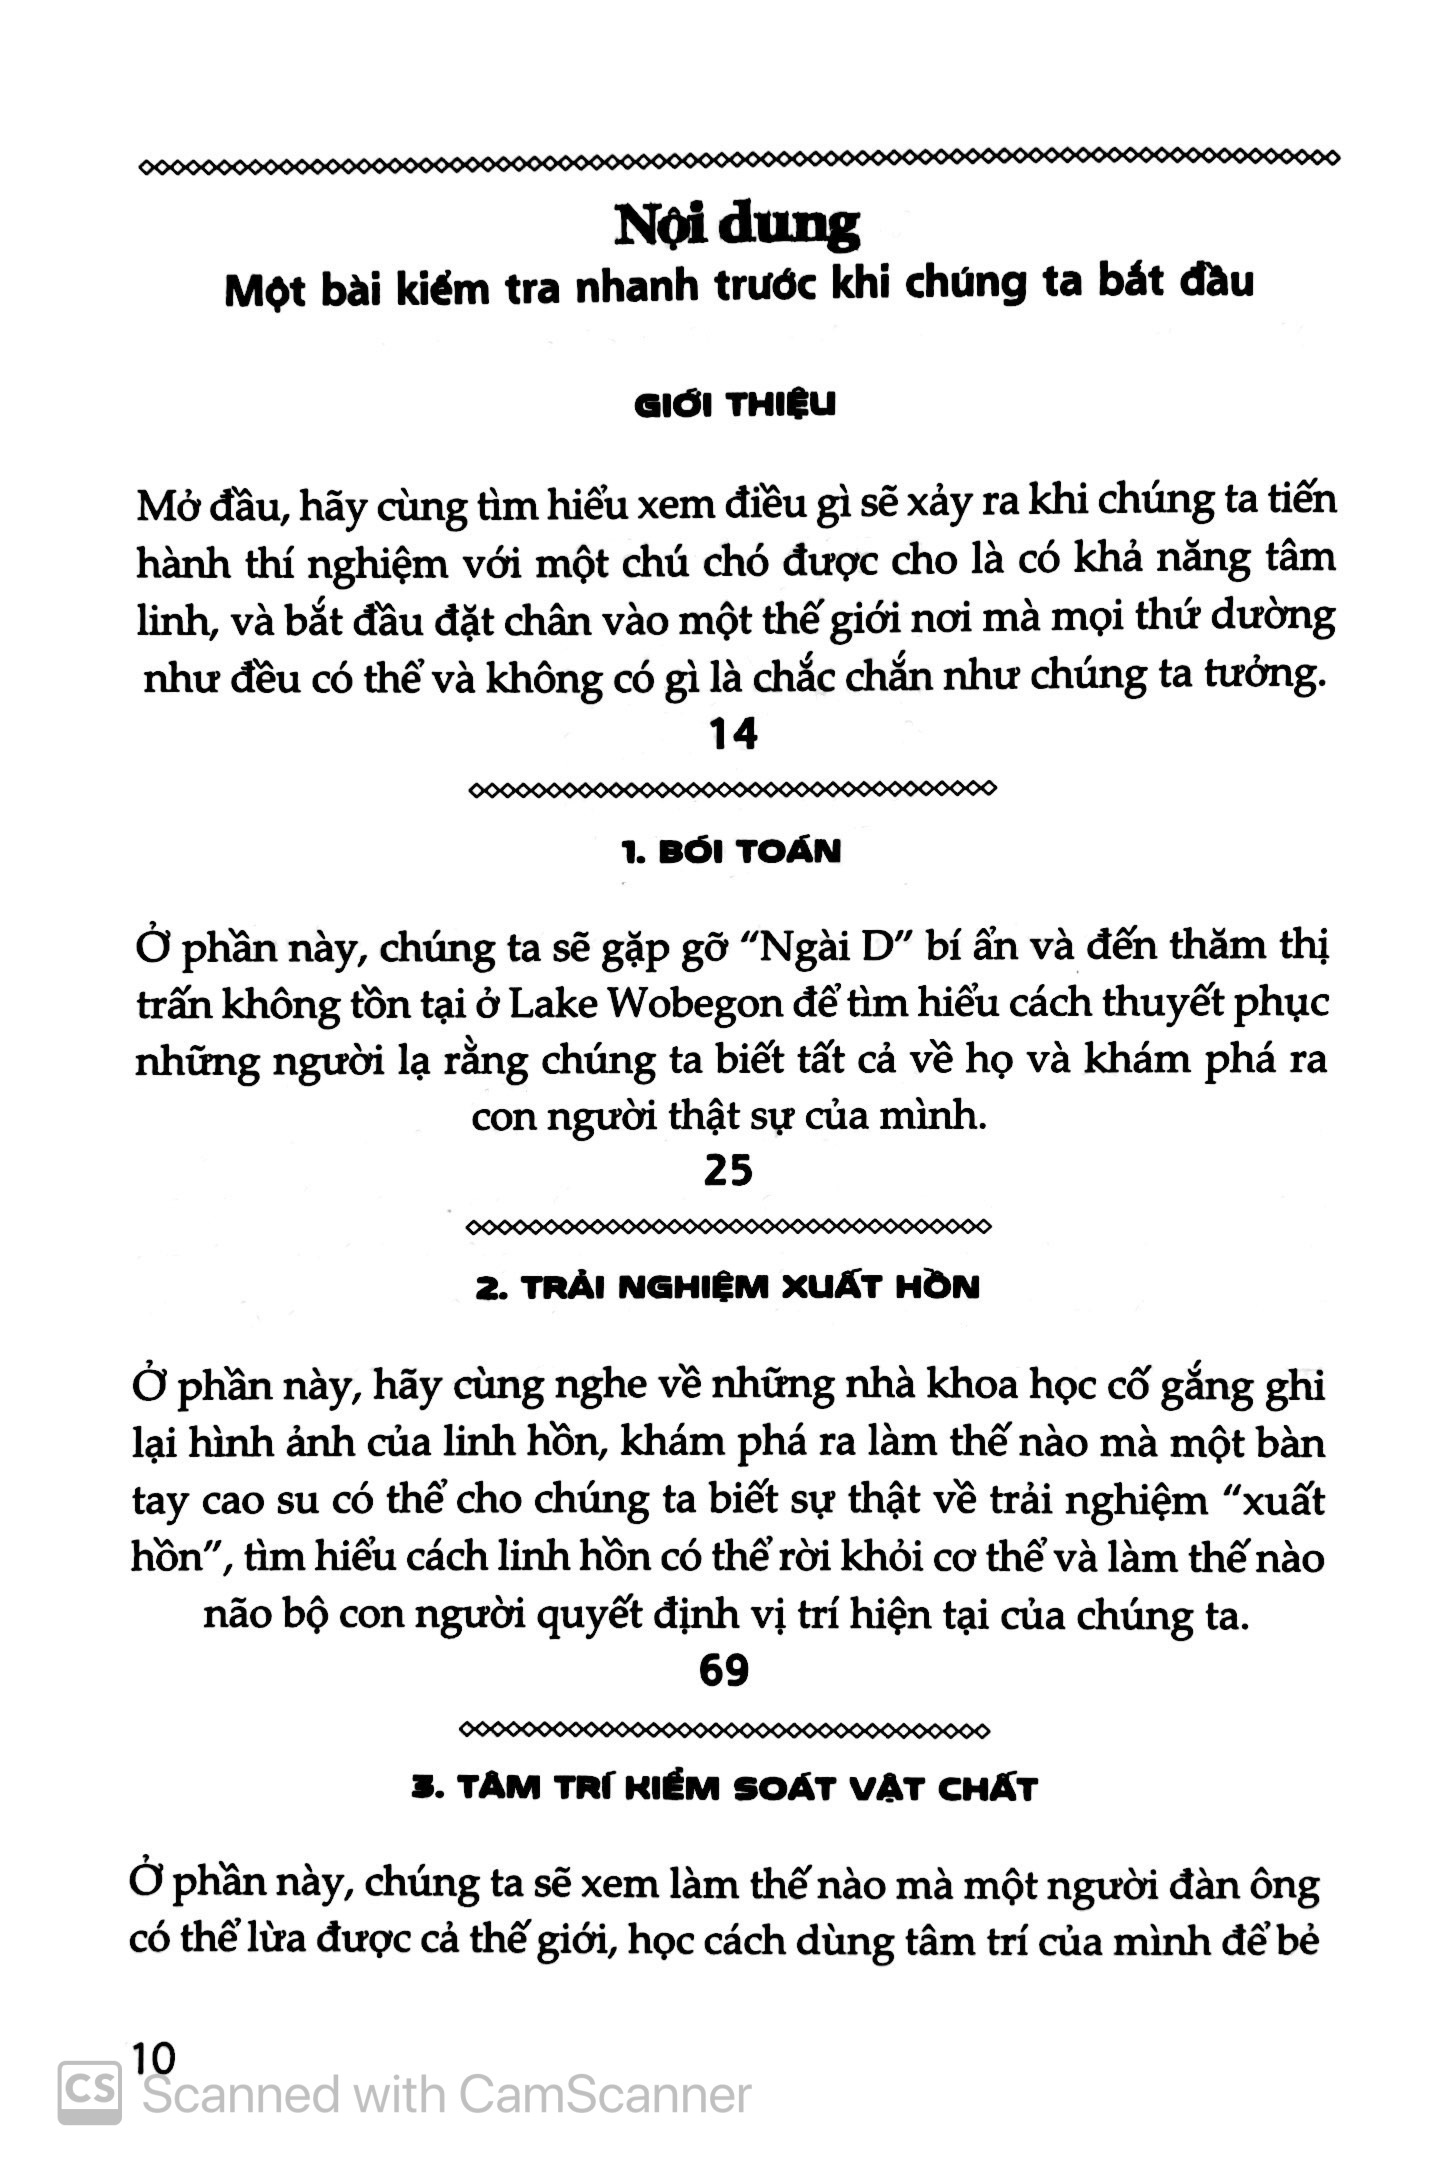 Nội dung
Một bài kiểm tra nhanh trước khi chúng ta bắt đầu
GIỚI THIỆU
Mở đầu, hãy cùng tìm hiểu xem điều gì sẽ xảy ra khi chúng ta tiến
hành thí nghiệm với một chú chó được cho là có khả năng tâm
linh, và bắt đầu đặt chân vào một thế giới nơi mà mọi thứ dường
như đều có thể và không có gì là chắc chắn như chúng ta tưởng.
14
1. BÓI TOÁN
Ở phần này, chúng ta sẽ gặp gỡ "Ngài D" bí ẩn và đến thăm thị
trấn không tồn tại ở Lake Wobegon để tìm hiểu cách thuyết phục
những người lạ rằng chúng ta biết tất cả về họ và khám phá ra
con người thật sự của mình.
25
2. TRẢI NGHIỆM XUẤT HỒN
Ở phần này, hãy cùng nghe về những nhà khoa học cố gắng ghi
lại hình ảnh của linh hồn, khám phá ra làm thế nào mà một bàn
tay cao su có thể cho chúng ta biết sự thật về trải nghiệm "xuất
hồn", tìm hiểu cách linh hồn có thể rời khỏi cơ thể và làm thế nào
não bộ con người quyết định vị trí hiện tại của chúng ta.
69
3. TÂM TRÍ KIỂM SOÁT VẬT CHẤT
Ở phần này, chúng ta sẽ xem làm thế nào mà một người đàn ông
có thể lừa được cả thế giới, học cách dùng tâm trí của mình để bẻ
10
CS Scanned with CamScanner